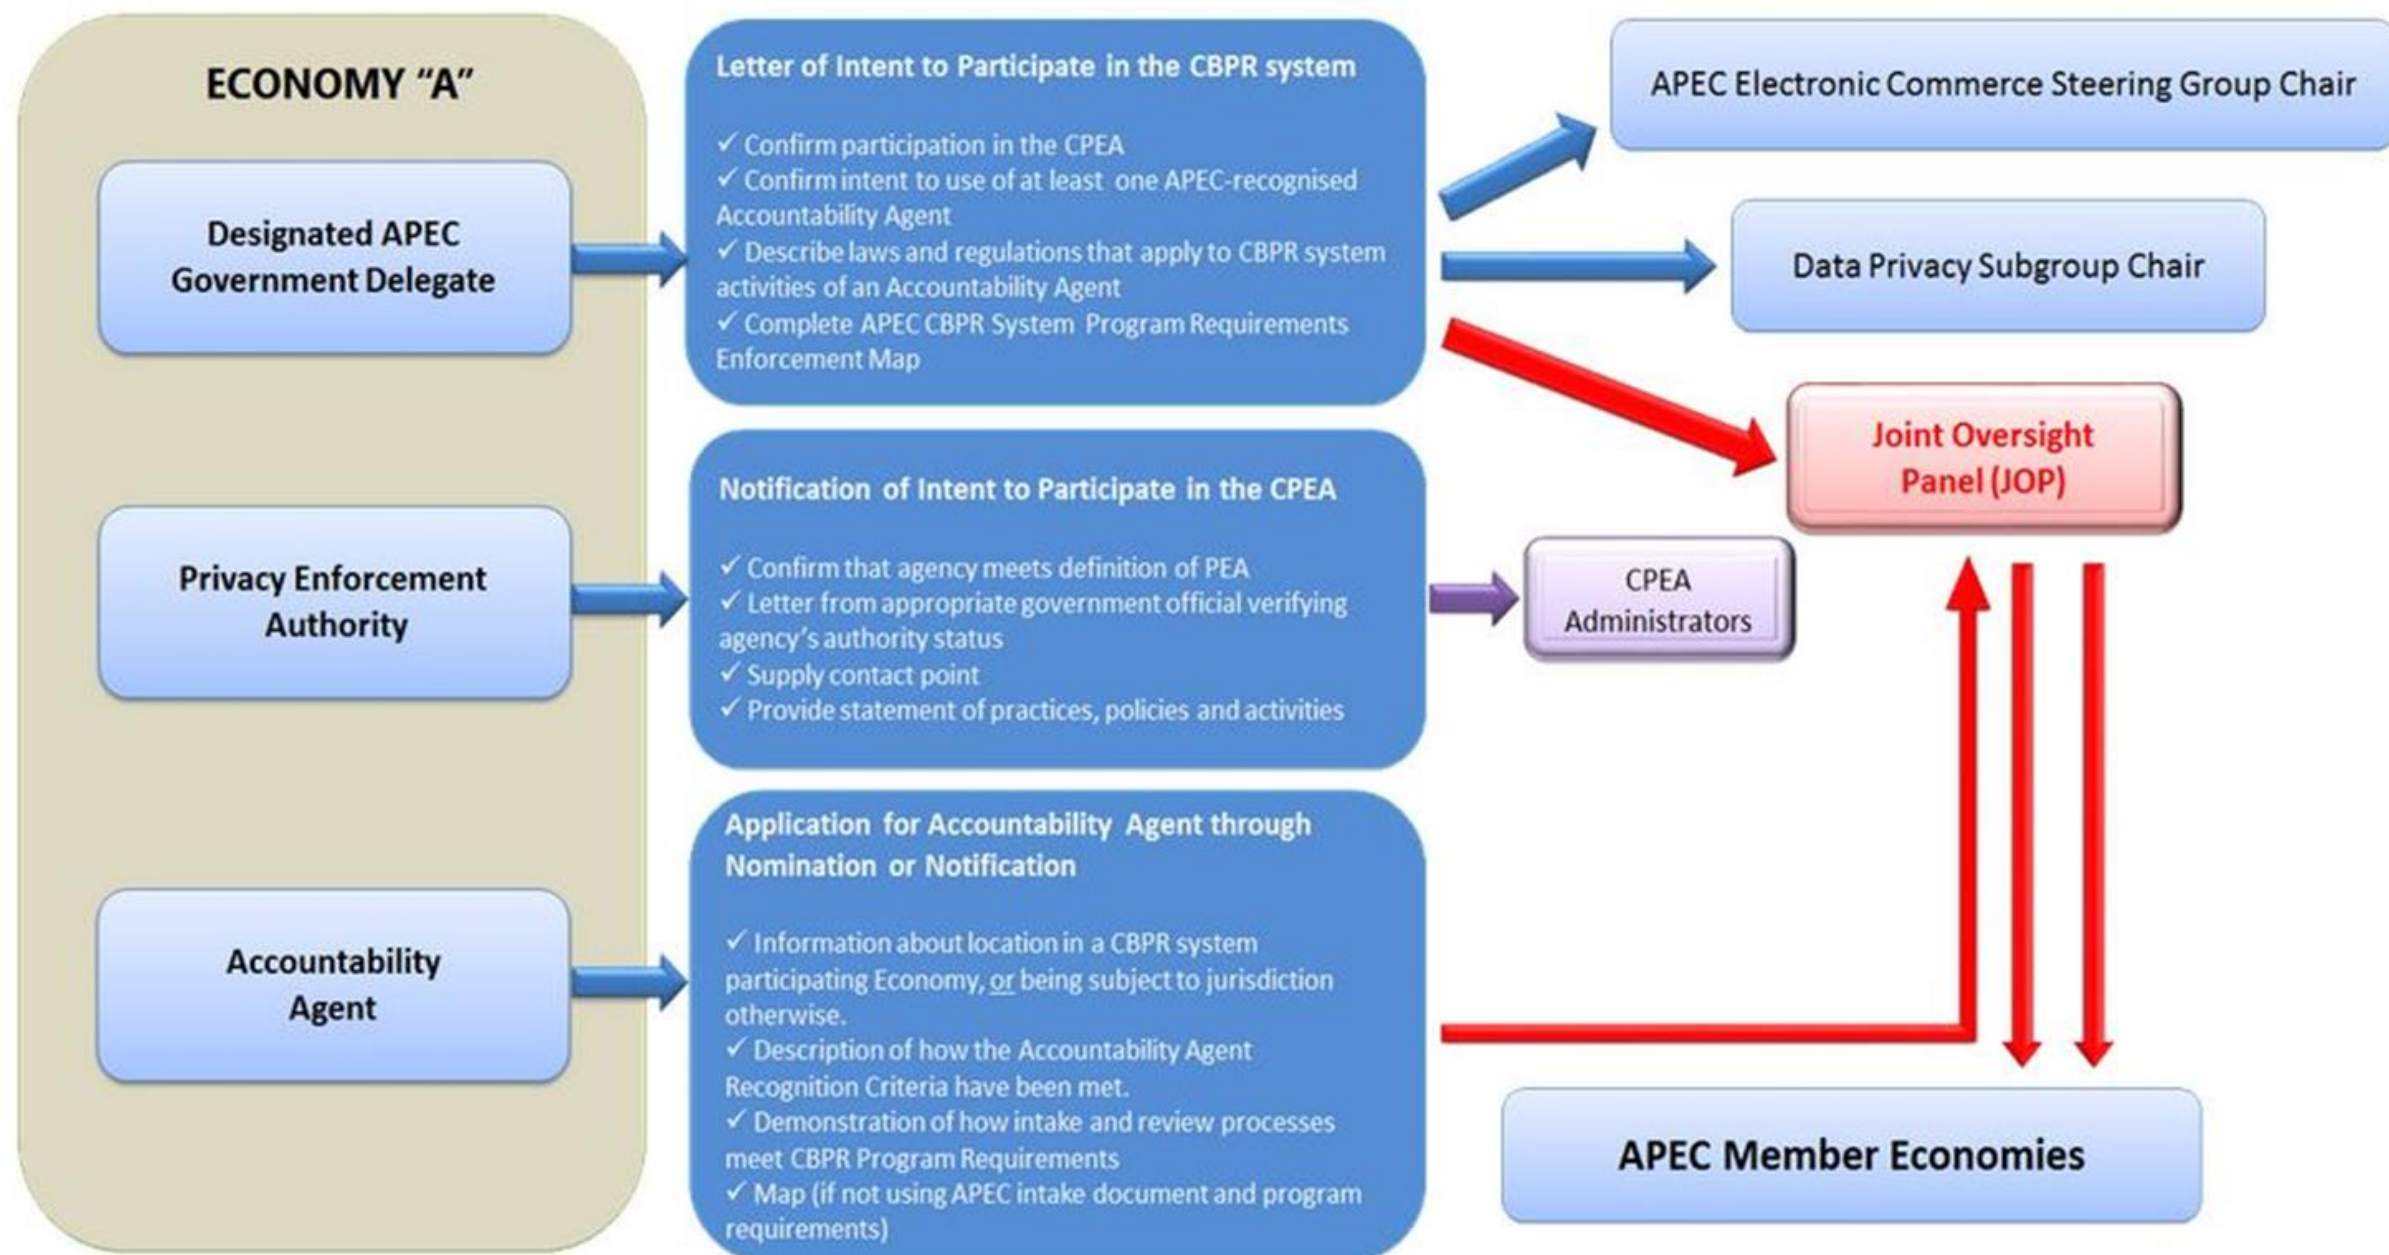 ECONOMY “A”
Designated APEC
Government Delegate
Privacy Enforcement
Authority
Accountability
Agent
Letter of Intent to Participate in the CBPR system
✓ Confirm participation in the CPEA
✓ Confirm intent to use of at least one APEC-recognised
Accountability Agent
✓ Describe laws and regulations that apply to CBPR system
activities of an Accountability Agent
✓ Complete APEC CBPR System Program Requirements
Enforcement Map
Notification of Intent to Participate in the CPEA
✓ Confirm that agency meets definition of PEA
✓ Letter from appropriate government official verifying
agency’s authority status
✓ Supply contact point
✓ Provide statement of practices, policies and activities
Application for Accountability Agent through
Nomination or Notification
✓ Information about location in a CBPR system
participating Economy, or being subject to jurisdiction
otherwise.
✓ Description of how the Accountability Agent
Recognition Criteria have been met.
✓ Demonstration of how intake and review processes
meet CBPR Program Requirements
✓ Map (if not using APEC intake document and program
requirements)
APEC Electronic Commerce Steering Group Chair
Data Privacy Subgroup Chair
Joint Oversight
Panel (JOP)
CPEA
Administrators
APEC Member Economies